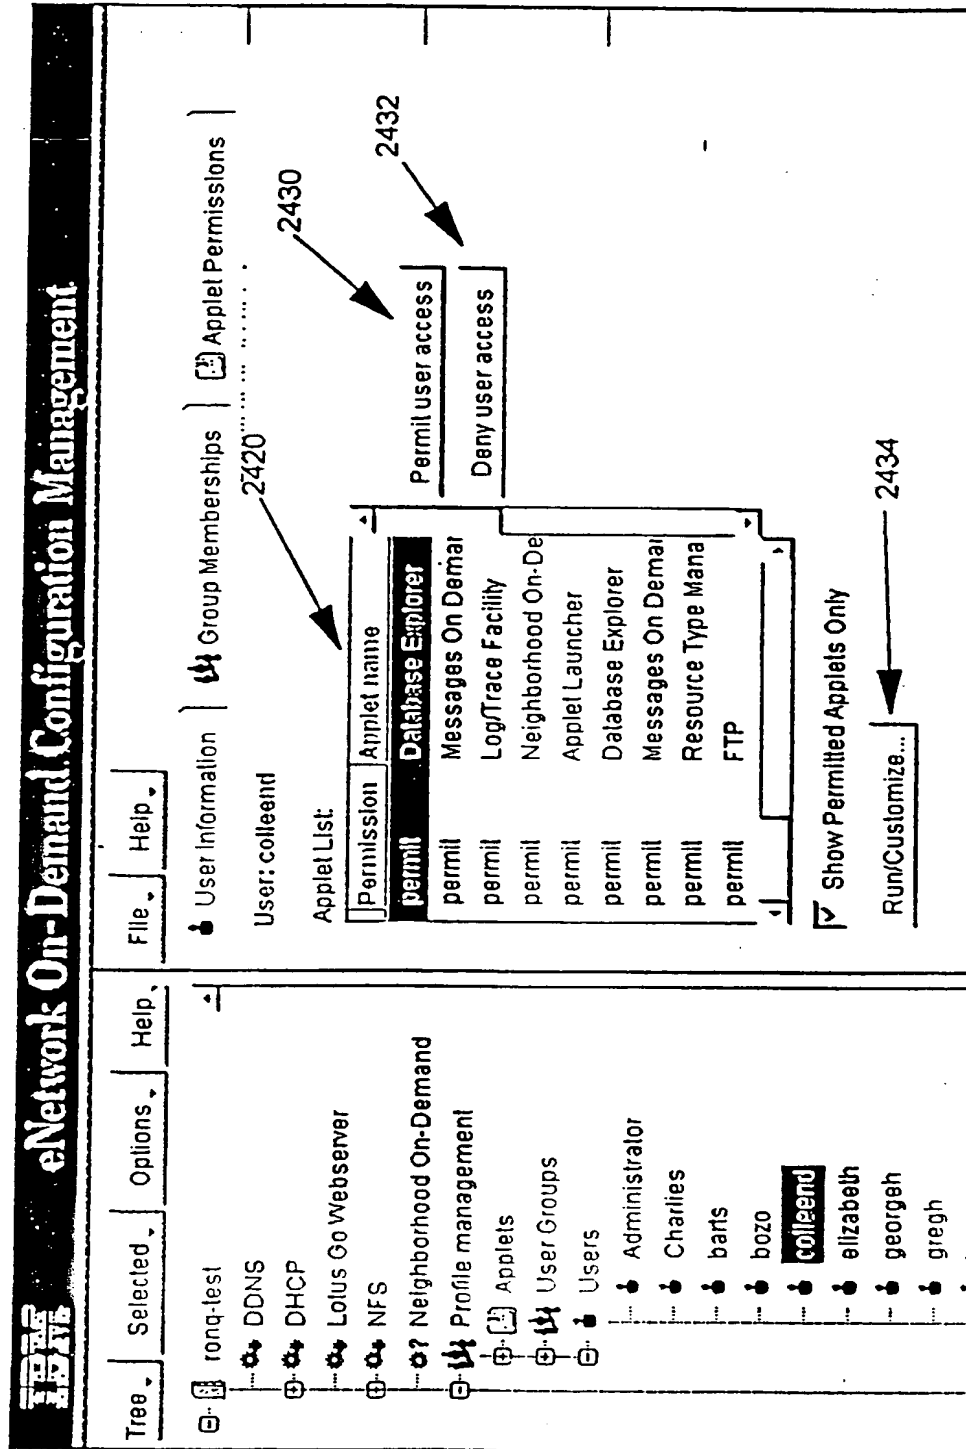 IBM eNetwork On-Demand Configuration Management
Tree Selected Options Help
ronq-test
DDNS
DHCP
Lotus Go Webserver
NFS
Neighborhood On-Demand
Profile management
Applets
User Groups
Users
Administrator
Charlies
barts
bozo
colleend
elizabeth
georgeh
gregh
File Help
User Information Group Memberships Applet Permissions
User: colleend
2420
Applet List:
Permission Applet name
permit Database Explorer
permit Messages On Demar
permit Log/Trace Facility
permit Neighborhood On-De
permit Applet Launcher
permit Database Explorer
permit Messages On Demar
permit Resource Type Mana
permit FTP
2430
Permit user access
2432
Deny user access
Show Permitted Applets Only
Run/Customize...
2434